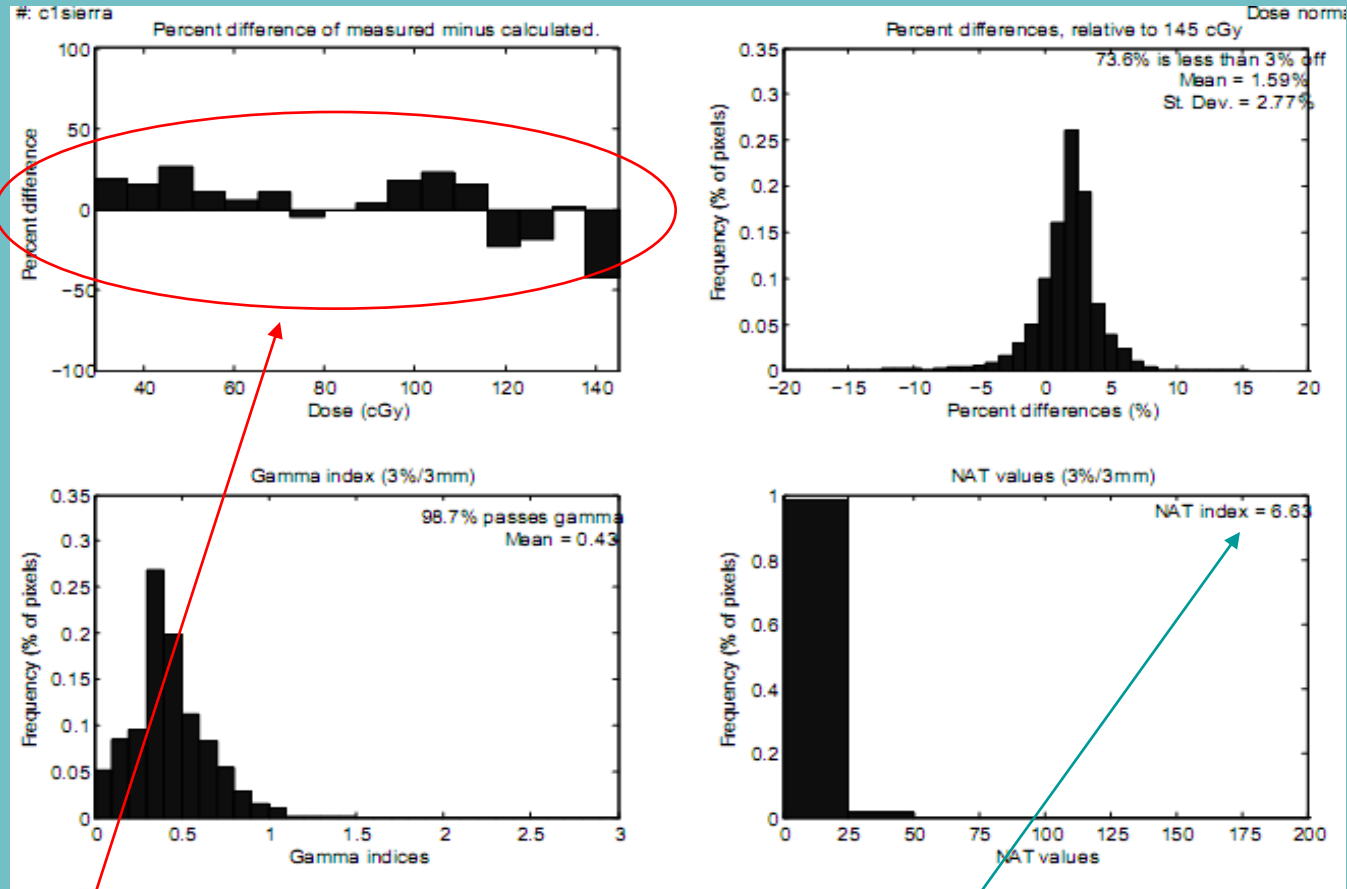 #: c1sierra
Dose norma
Percent difference of measured minus calculated.
100
50
0
−50
−100
Percent difference
40 60 80 100 120 140
Dose (cGy)
Percent differences, relative to 145 cGy
73.6% is less than 3% off
Mean = 1.59%
St. Dev. = 2.77%
0.35
0.3
0.25
0.2
0.15
0.1
0.05
0
Frequency (% of pixels)
−20 −15 −10 −5 0 5 10 15 20
Percent differences (%)
Gamma index (3%/3mm)
98.7% passes gamma
Mean = 0.43
0.35
0.3
0.25
0.2
0.15
0.1
0.05
0
Frequency (% of pixels)
0 0.5 1 1.5 2 2.5 3
Gamma indices
NAT values (3%/3mm)
NAT index = 6.63
1
0.8
0.6
0.4
0.2
0
Frequency (% of pixels)
0 25 50 75 100 125 150 175 200
NAT values